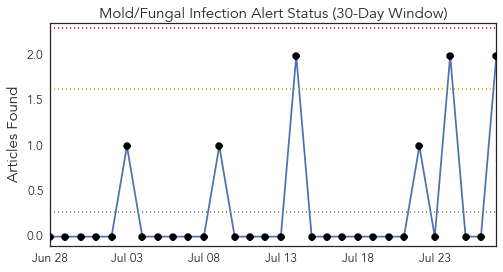 Mold/Fungal Infection Alert Status (30-Day Window)
Articles Found
2.0
1.5
1.0
0.5
0.0
Jun 28 Jul 03 Jul 08 Jul 13 Jul 18 Jul 23